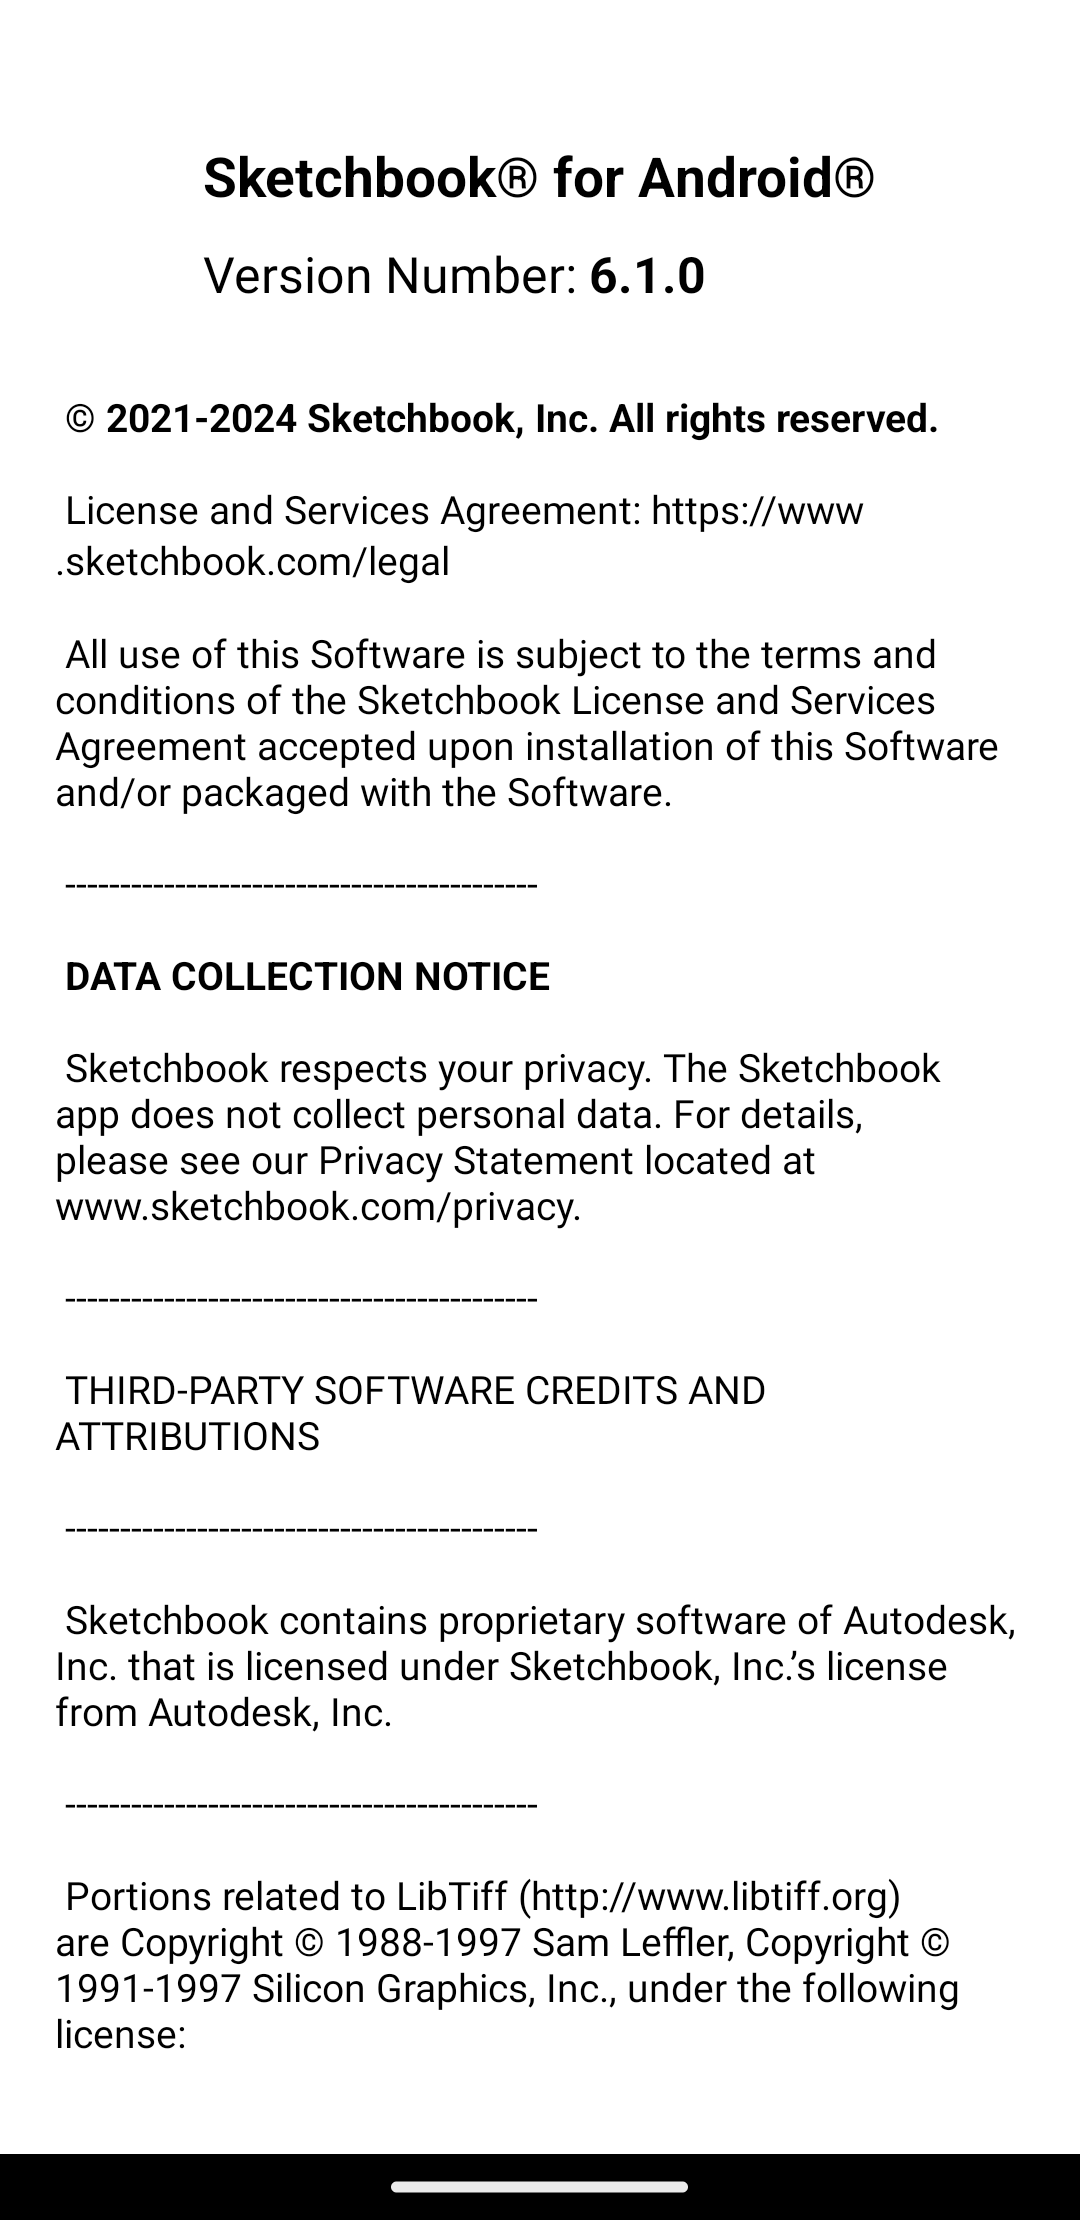 Sketchbook® for Android®
Version Number: 6.1.0
© 2021-2024 Sketchbook, Inc. All rights reserved.
License and Services Agreement: https://www
.sketchbook.com/legal
All use of this Software is subject to the terms and
conditions of the Sketchbook License and Services
Agreement accepted upon installation of this Software
and/or packaged with the Software.
-------------------------------------------
DATA COLLECTION NOTICE
Sketchbook respects your privacy. The Sketchbook
app does not collect personal data. For details,
please see our Privacy Statement located at
www.sketchbook.com/privacy.
-------------------------------------------
THIRD-PARTY SOFTWARE CREDITS AND
ATTRIBUTIONS
-------------------------------------------
Sketchbook contains proprietary software of Autodesk,
Inc. that is licensed under Sketchbook, Inc.’s license
from Autodesk, Inc.
-------------------------------------------
Portions related to LibTiff (http://www.libtiff.org)
are Copyright © 1988-1997 Sam Leffler, Copyright ©
1991-1997 Silicon Graphics, Inc., under the following
license: